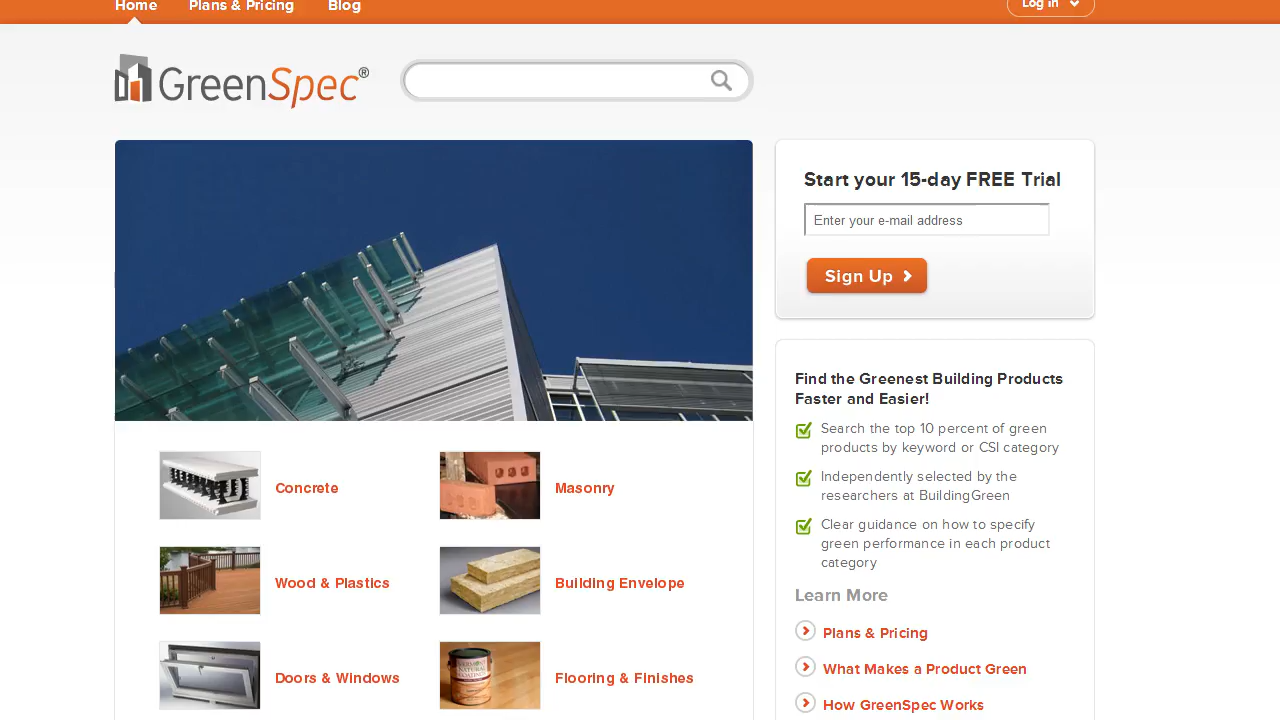 Home Plans & Pricing Blog Log in
GreenSpec®
Start your 15-day FREE Trial
Enter your e-mail address
Sign Up
Find the Greenest Building Products
Faster and Easier!
Search the top 10 percent of green
products by keyword or CSI category
Independently selected by the
researchers at BuildingGreen
Clear guidance on how to specify
green performance in each product
category
Learn More
Plans & Pricing
What Makes a Product Green
How GreenSpec Works
Concrete
Masonry
Wood & Plastics
Building Envelope
Doors & Windows
Flooring & Finishes
VERMONT
NATURAL